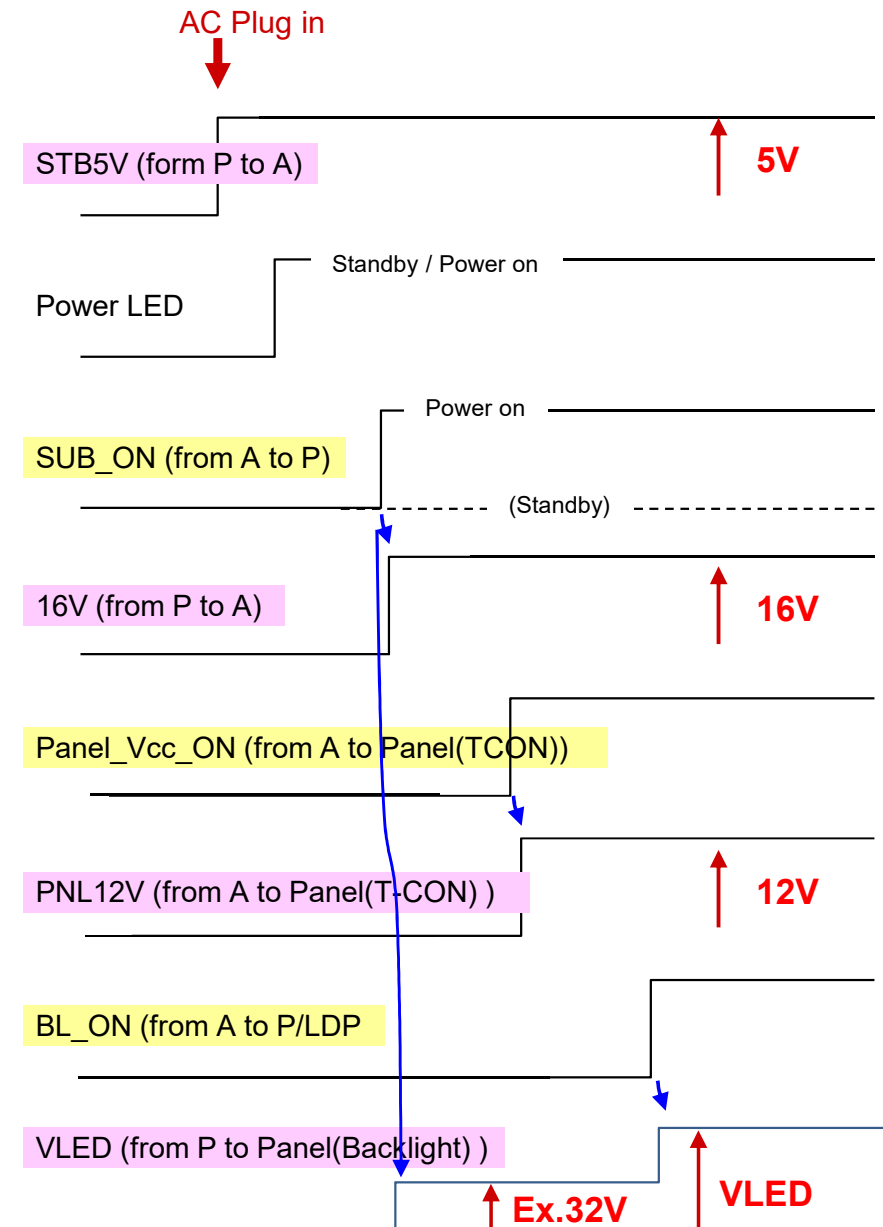 AC Plug in
STB5V (form P to A)
5V
Standby / Power on
Power LED
Power on
SUB_ON (from A to P)
(Standby)
16V (from P to A)
16V
Panel_Vcc_ON (from A to Panel(TCON))
PNL12V (from A to Panel(T-CON) )
12V
BL_ON (from A to P/LDP
VLED (from P to Panel(Backlight) )
VLED
Ex.32V